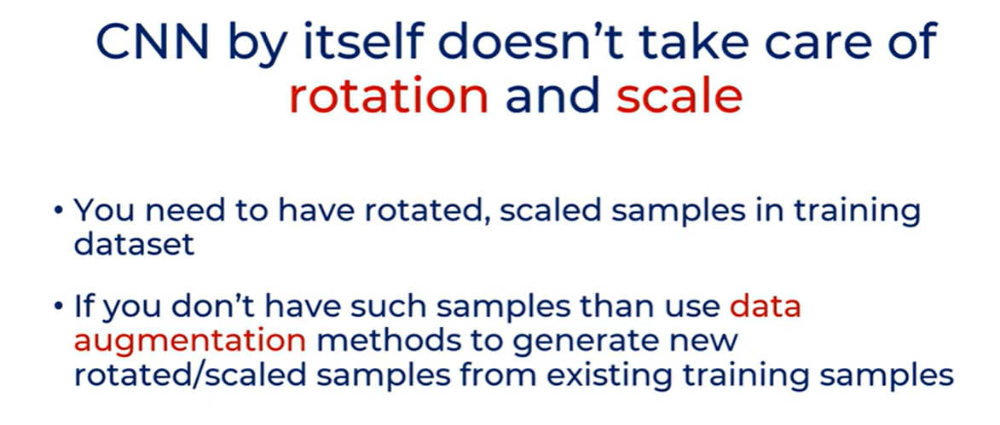 CNN by itself doesn’t take care of
rotation and scale
• You need to have rotated, scaled samples in training
dataset
• If you don’t have such samples than use data
augmentation methods to generate new
rotated/scaled samples from existing training samples